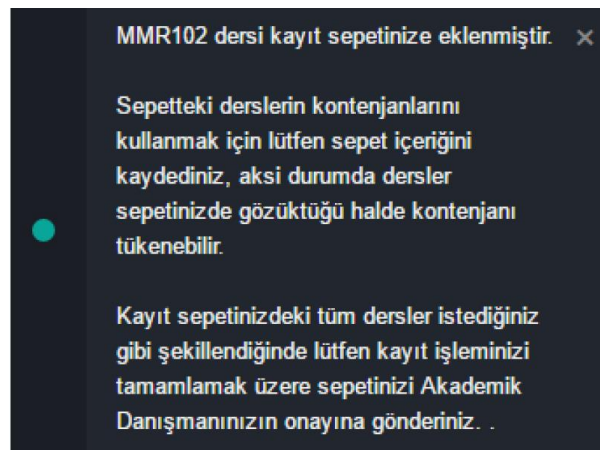 MMR102 dersi kayıt sepetinize eklenmiştir.
Sepetteki derslerin kontenjanlarını
kullanmak için lütfen sepet içeriğini
kaydediniz, aksi durumda dersler
sepetinizde gözüktüğü halde kontenjanı
tükenebilir.
Kayıt sepetinizdeki tüm dersler istediğiniz
gibi şekillendiğinde lütfen kayıt işleminizi
tamamlamak üzere sepetinizi Akademik
Danışmanınızın onayına gönderiniz. .